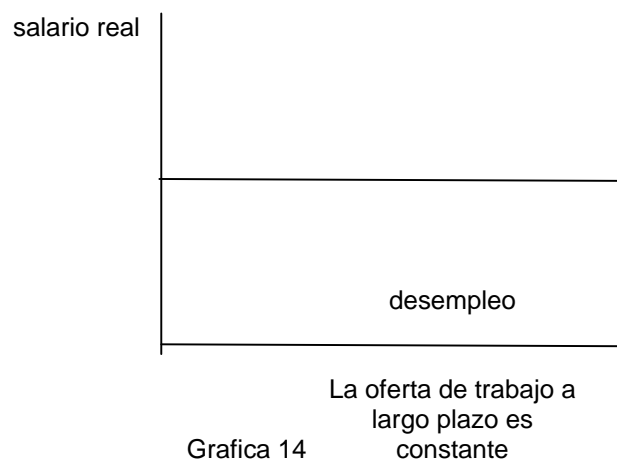 salario real
desempleo
La oferta de trabajo a
largo plazo es
constante
Grafica 14